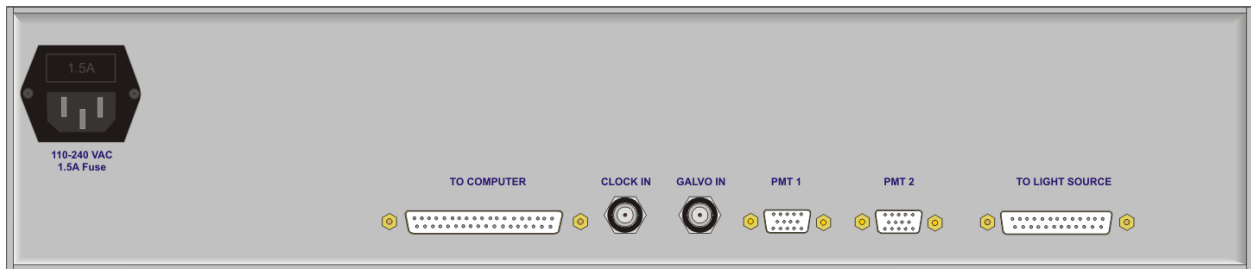 1.5A
110-240 VAC
1.5A Fuse
TO COMPUTER
CLOCK IN
GALVO IN
PMT 1
PMT 2
TO LIGHT SOURCE